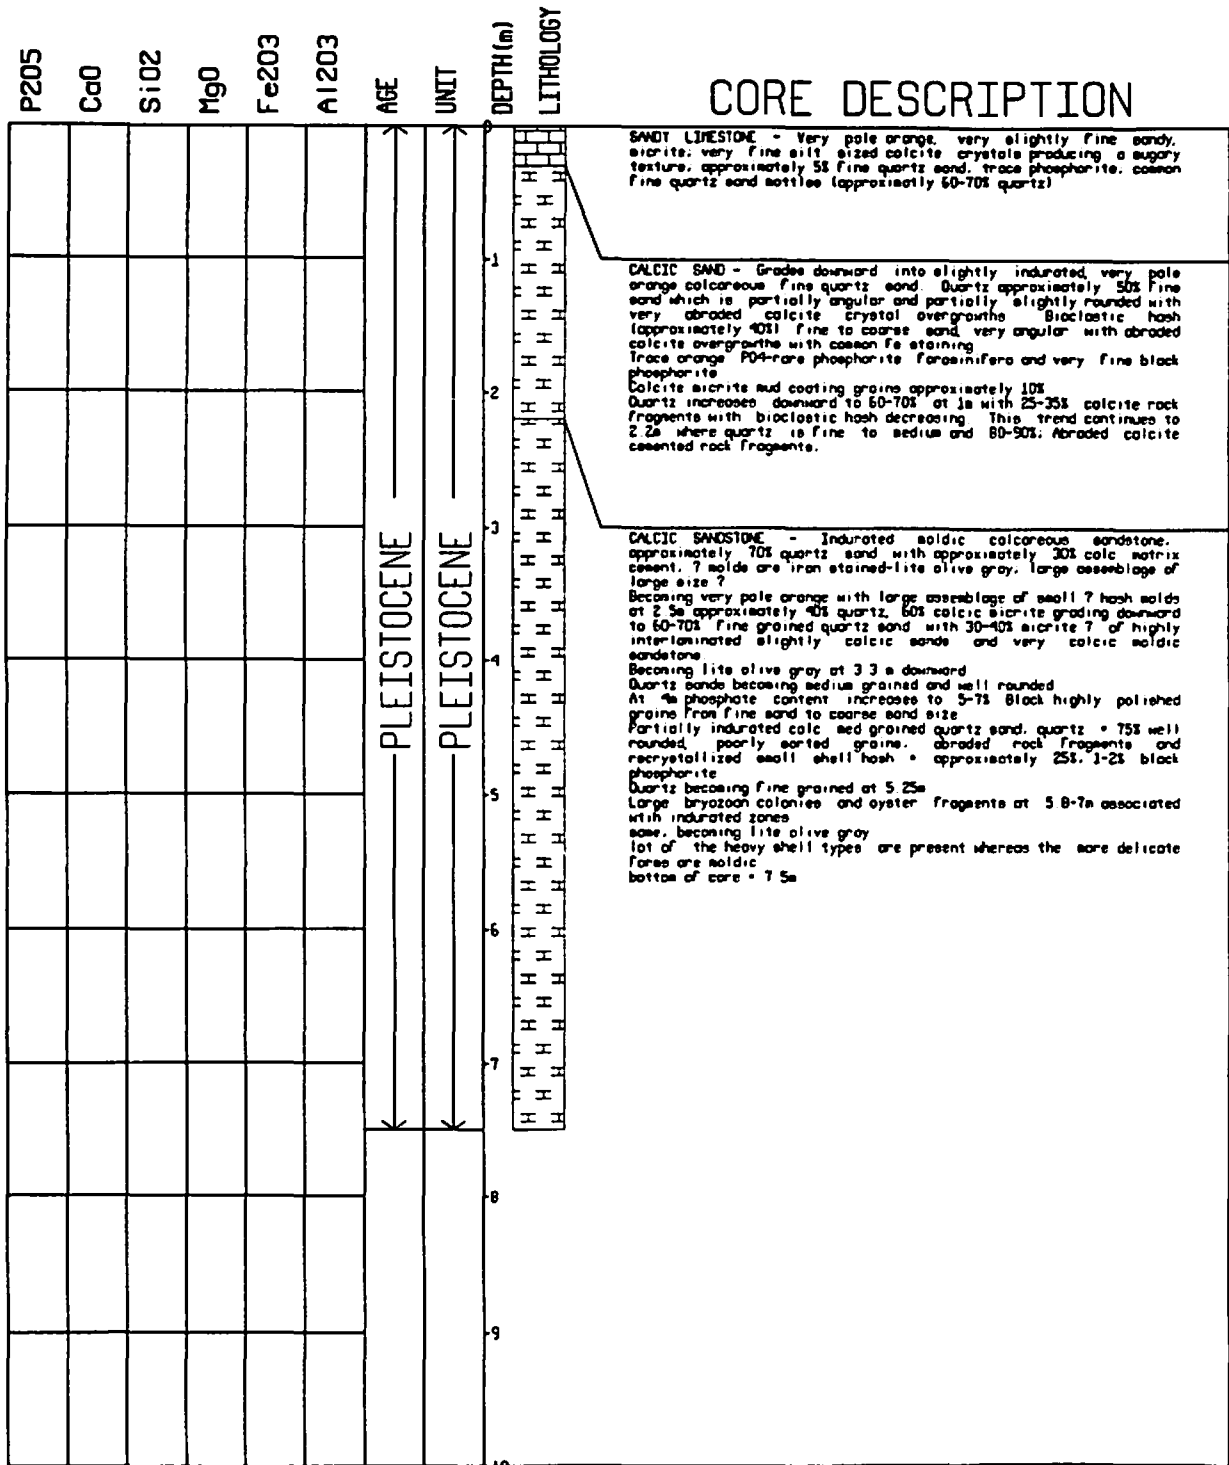 P2O5
CaO
SiO2
MgO
Fe2O3
Al2O3
AGE
UNIT
DEPTH(m)
LITHOLOGY
CORE DESCRIPTION
0
SANDY LIMESTONE - Very pale orange, very slightly fine sandy,
micrite; very fine silt sized calcite crystals producing a sugary
texture, approximately 5% fine quartz sand, trace phosphorite, common
fine quartz sand mottles (approximatly 60-70% quartz)
1
CALCIC SAND - Grades downward into slightly indurated, very pale
orange calcareous fine quartz sand. Quartz approximately 50% fine
sand which is partially angular and partially slightly rounded with
very abraded calcite crystal overgrowths Bioclastic hash
(approximately 40%) fine to coarse sand, very angular with abraded
calcite overgrowths with common Fe staining
Trace orange PO4-rare phosphorite foraminifera and very fine black
phosphorite
Calcite micrite mud coating grains approximately 10%
Quartz increases downward to 60-70% at 1m with 25-35% calcite rock
fragments with bioclastic hash decreasing This trend continues to
2.2m where quartz is fine to medium and 80-90%; Abraded calcite
cemented rock fragments.
2
3
CALCIC SANDSTONE - Indurated moldic calcareous sandstone,
approximately 70% quartz sand with approximately 30% calc matrix
cement, ? molds are iron stained-lite olive gray; large assemblage of
large size ?
Becoming very pale orange with large assemblage of small ? hash molds
at 2 5m approximately 40% quartz, 60% calcic micrite grading downward
to 60-70% fine grained quartz sand with 30-40% micrite ? of highly
interlaminated slightly calcic sands and very calcic moldic
sandstone
Becoming lite olive gray at 3 3 m downward
Quartz sands becoming medium grained and well rounded
At 4m phosphate content increases to 5-7% Black highly polished
grains from fine sand to coarse sand size
Partially indurated calc med grained quartz sand, quartz = 75% well
rounded, poorly sorted grains, abraded rock fragments and
recrystallized small shell hash = approximately 25%, 1-2% black
phosphorite
Quartz becoming fine grained at 5.25m
Large bryozoan colonies and oyster fragments at 5 8-7m associated
with indurated zones
same, becoming lite olive gray
lot of the heavy shell types are present whereas the more delicate
forms are moldic
bottom of core = 7 5m
PLEISTOCENE
PLEISTOCENE
4
5
6
7
8
9
10